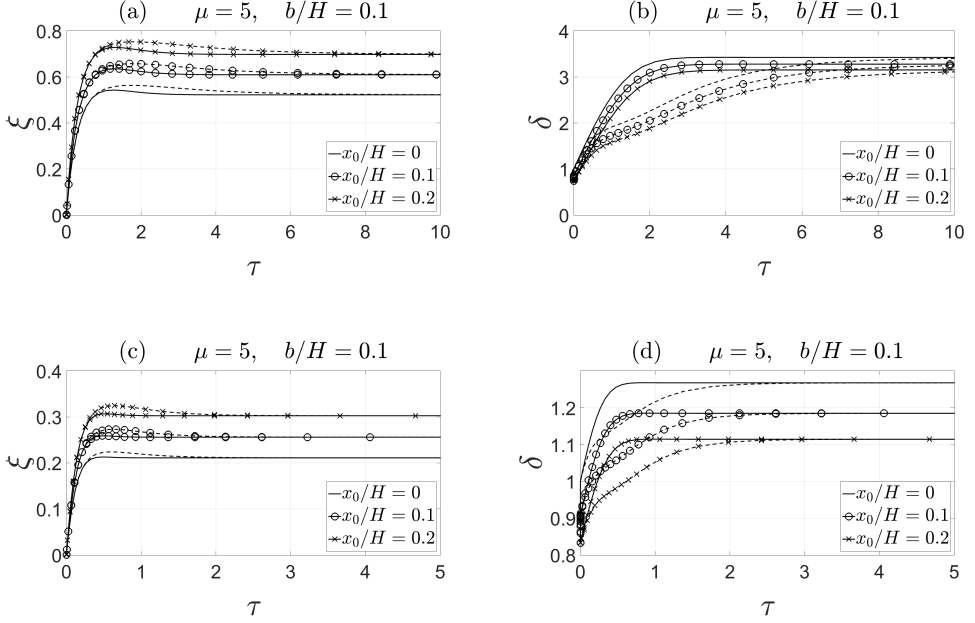 (a) μ = 5, b/H = 0.1
0.8
0.6
0.4
0.2
0
ξ
0 2 4 6 8 10
τ
x₀/H = 0
x₀/H = 0.1
x₀/H = 0.2
(b) μ = 5, b/H = 0.1
4
3
2
1
0
δ
0 2 4 6 8 10
τ
x₀/H = 0
x₀/H = 0.1
x₀/H = 0.2
(c) μ = 5, b/H = 0.1
0.4
0.3
0.2
0.1
0
ξ
0 1 2 3 4 5
τ
x₀/H = 0
x₀/H = 0.1
x₀/H = 0.2
(d) μ = 5, b/H = 0.1
1.2
1.1
1
0.9
0.8
δ
0 1 2 3 4 5
τ
x₀/H = 0
x₀/H = 0.1
x₀/H = 0.2